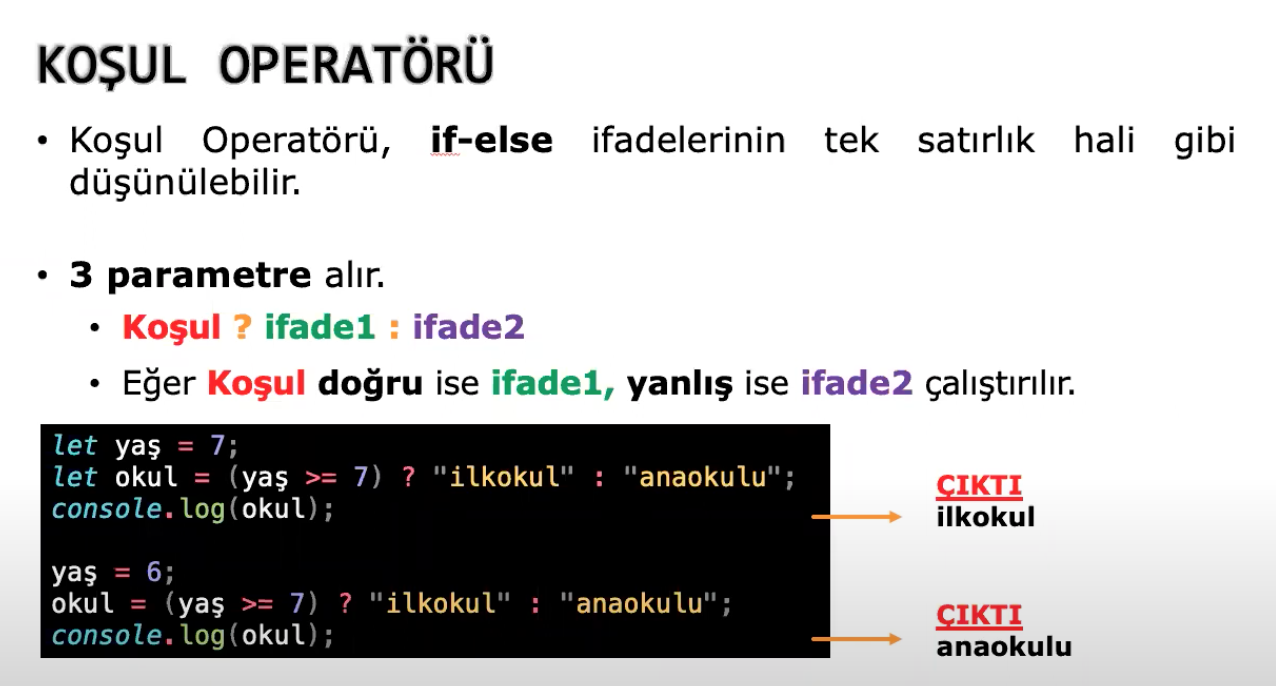 KOŞUL OPERATÖRÜ
• Koşul Operatörü, if-else ifadelerinin tek satırlık hali gibi
düşünülebilir.
• 3 parametre alır.
• Koşul ? ifade1 : ifade2
• Eğer Koşul doğru ise ifade1, yanlış ise ifade2 çalıştırılır.
let yaş = 7;
let okul = (yaş >= 7) ? "ilkokul" : "anaokulu";
console.log(okul);
ÇIKTI
ilkokul
yaş = 6;
okul = (yaş >= 7) ? "ilkokul" : "anaokulu";
console.log(okul);
ÇIKTI
anaokulu